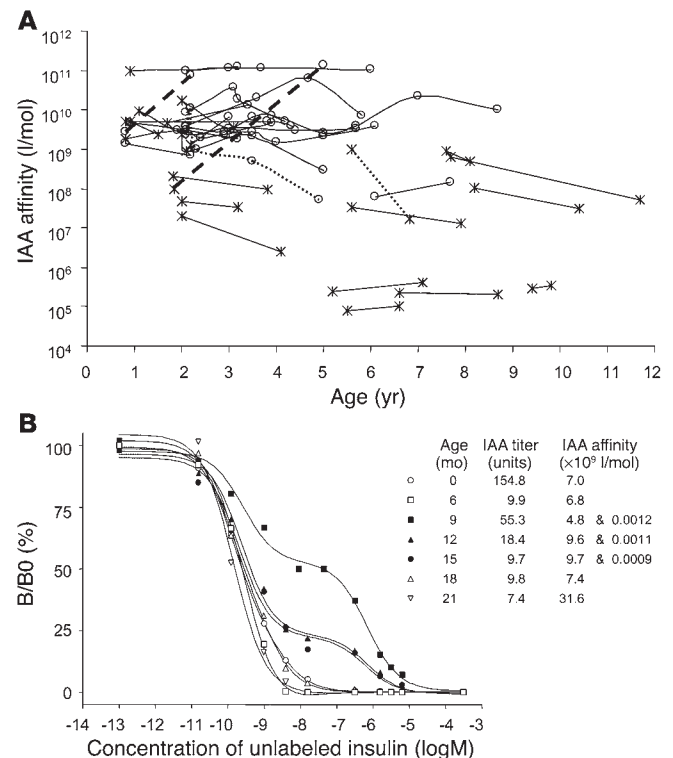 A
10¹²
10¹¹
10¹⁰
10⁹
10⁸
10⁷
10⁶
10⁵
10⁴
IAA affinity (l/mol)
0 1 2 3 4 5 6 7 8 9 10 11 12
Age (yr)
B
100
75
50
25
0
B/B0 (%)
-14 -13 -12 -11 -10 -9 -8 -7 -6 -5 -4 -3
Concentration of unlabeled insulin (logM)
Age IAA titer IAA affinity
(mo) (units) (×10⁹ l/mol)
0 154.8 7.0
6 9.9 6.8
9 55.3 4.8 & 0.0012
12 18.4 9.6 & 0.0011
15 9.7 9.7 & 0.0009
18 9.8 7.4
21 7.4 31.6